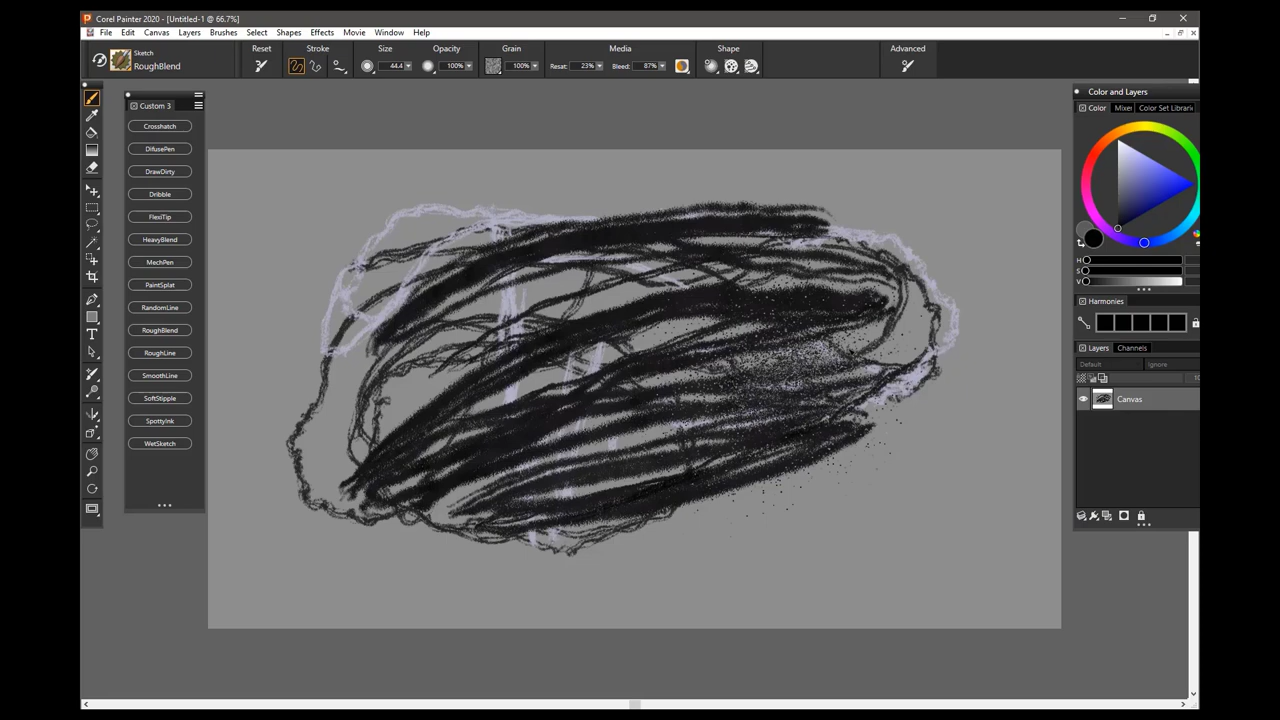 Corel Painter 2020 - [Untitled-1 @ 66.7%]
File Edit Canvas Layers Brushes Select Shapes Effects Movie Window Help
Sketch
RoughBlend
Reset
Stroke
Size
44.4
Opacity
100%
Grain
100%
Media
Resat: 23%
Bleed: 87%
Shape
Advanced
Custom 3
Crosshatch
DifusePen
DrawDirty
Dribble
FlexiTip
HeavyBlend
MechPen
PaintSplat
RandomLine
RoughBlend
RoughLine
SmoothLine
SoftStipple
SpottyInk
WetSketch
Color and Layers
Color Mixer Color Set Librari
H
S
V
Harmonies
Layers Channels
Default Ignore
Canvas